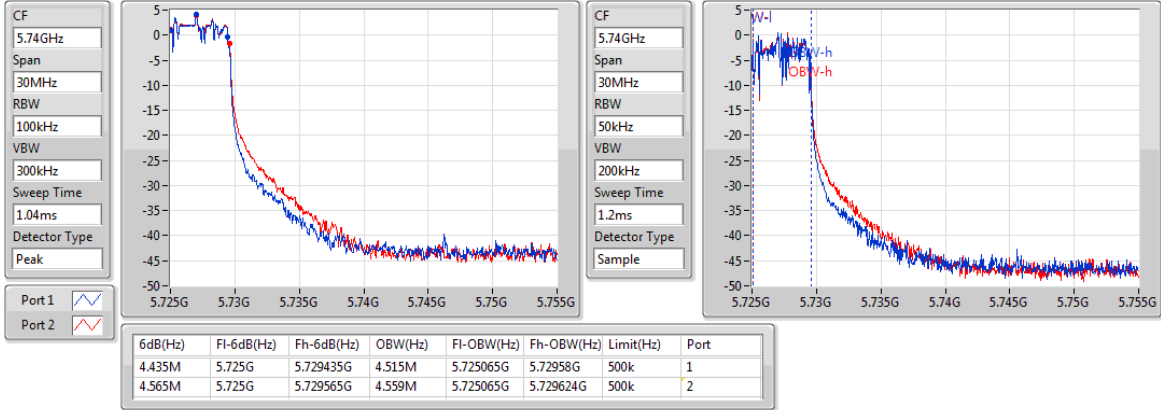 CF
5.74GHz
Span
30MHz
RBW
100kHz
VBW
300kHz
Sweep Time
1.04ms
Detector Type
Peak
Port 1
Port 2
5-
0-
-5-
-10-
-15-
-20-
-25-
-30-
-35-
-40-
-45-
-50-
5.725G 5.73G 5.735G 5.74G 5.745G 5.75G 5.755G
CF
5.74GHz
Span
30MHz
RBW
50kHz
VBW
200kHz
Sweep Time
1.2ms
Detector Type
Sample
5-
0-
-5-
-10-
-15-
-20-
-25-
-30-
-35-
-40-
-45-
-50-
W-l
OBW-h
5.725G 5.73G 5.735G 5.74G 5.745G 5.75G 5.755G
6dB(Hz) Fl-6dB(Hz) Fh-6dB(Hz) OBW(Hz) Fl-OBW(Hz) Fh-OBW(Hz) Limit(Hz) Port
4.435M 5.725G 5.729435G 4.515M 5.725065G 5.72958G 500k 1
4.565M 5.725G 5.729565G 4.559M 5.725065G 5.729624G 500k 2